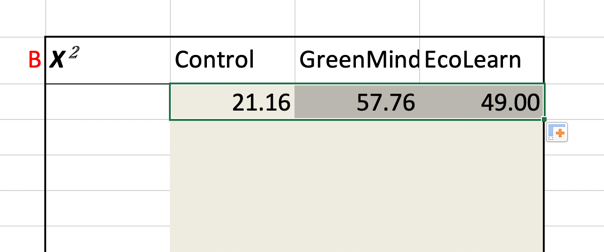 B X² Control GreenMind EcoLearn
21.16 57.76 49.00